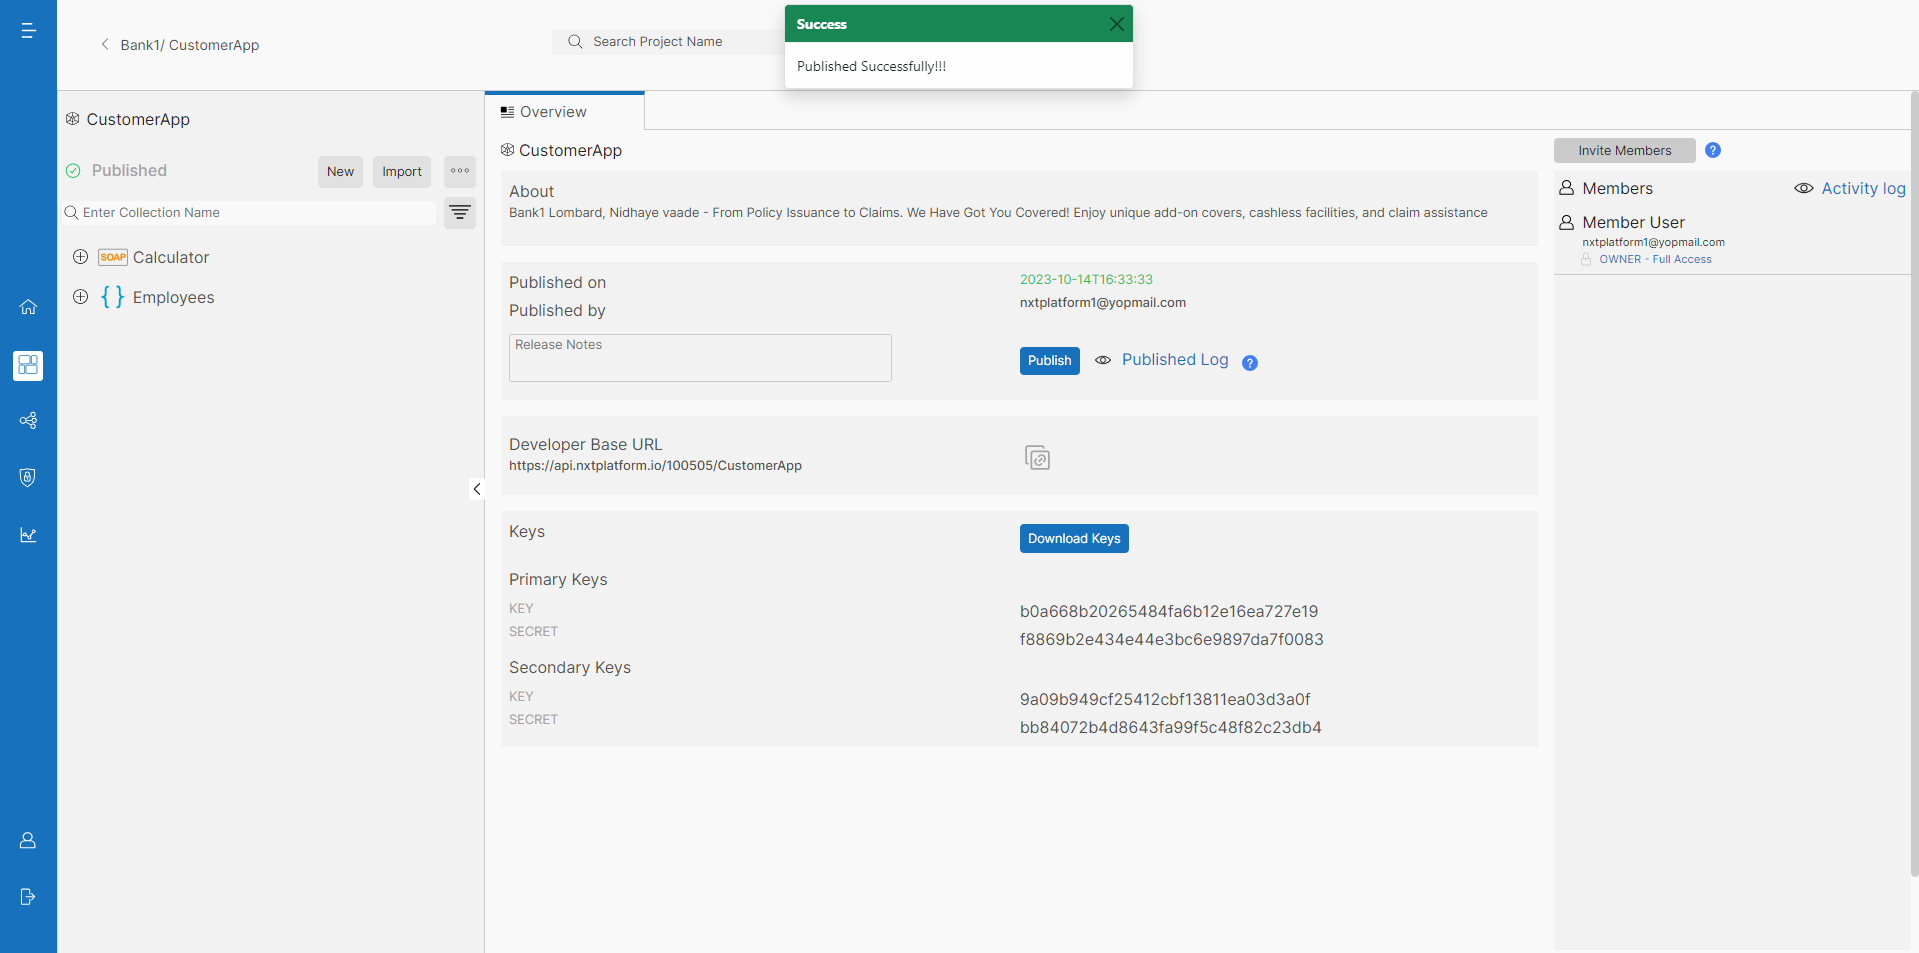 Success
Published Successfully!!!
Bank1/ CustomerApp
Search Project Name
CustomerApp
Published
New
Import
Enter Collection Name
SOAP Calculator
{ } Employees
Overview
CustomerApp
About
Bank1 Lombard, Nidhaye vaade - From Policy Issuance to Claims. We Have Got You Covered! Enjoy unique add-on covers, cashless facilities, and claim assistance
Published on
2023-10-14T16:33:33
Published by
nxtplatform1@yopmail.com
Release Notes
Publish
Published Log
?
Developer Base URL
https://api.nxtplatform.io/100505/CustomerApp
Keys
Download Keys
Primary Keys
KEY
b0a668b20265484fa6b12e16ea727e19
SECRET
f8869b2e434e44e3bc6e9897da7f0083
Secondary Keys
KEY
9a09b949cf25412cbf13811ea03d3a0f
SECRET
bb84072b4d8643fa99f5c48f82c23db4
Invite Members
?
Members
Activity log
Member User
nxtplatform1@yopmail.com
OWNER - Full Access